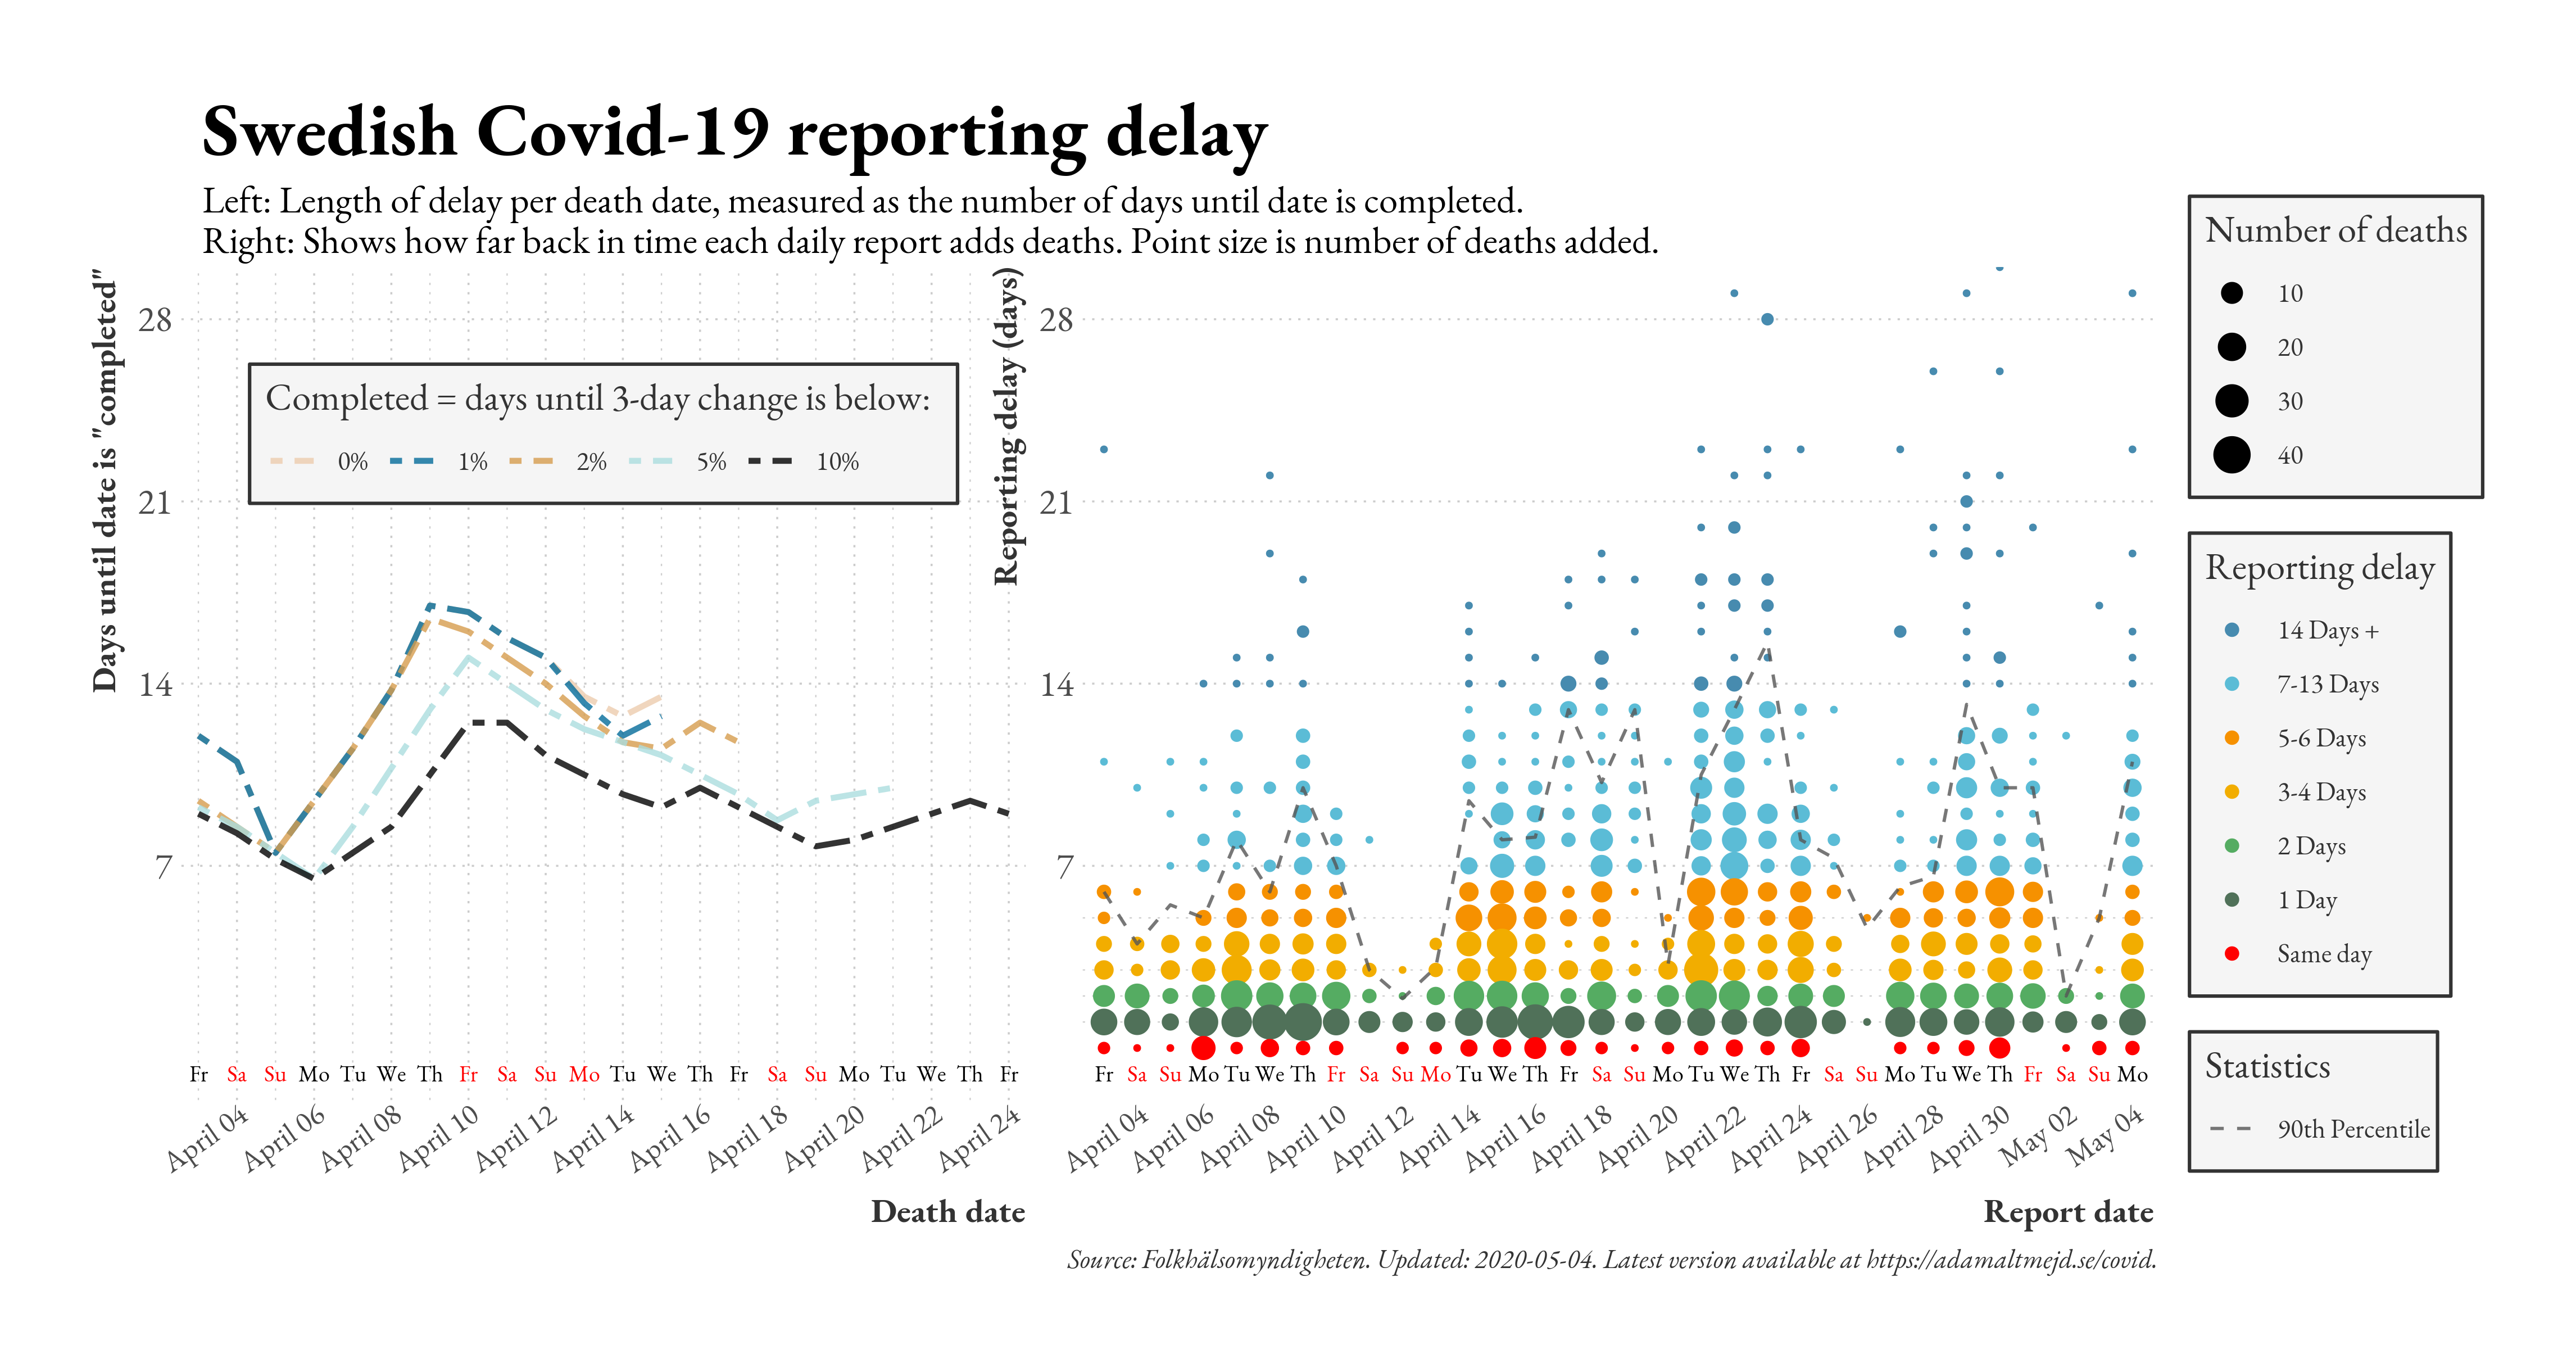 Swedish Covid-19 reporting delay
Left: Length of delay per death date, measured as the number of days until date is completed.
Right: Shows how far back in time each daily report adds deaths. Point size is number of deaths added.
Days until date is "completed"
28
21
14
7
Completed = days until 3-day change is below:
0% 1% 2% 5% 10%
Fr Sa Su Mo Tu We Th Fr Sa Su Mo Tu We Th Fr Sa Su Mo Tu We Th Fr
April 04 April 06 April 08 April 10 April 12 April 14 April 16 April 18 April 20 April 22 April 24
Death date
Reporting delay (days)
28
21
14
7
Fr Sa Su Mo Tu We Th Fr Sa Su Mo Tu We Th Fr Sa Su Mo Tu We Th Fr Sa Su Mo Tu We Th Fr Sa Su Mo
April 04 April 06 April 08 April 10 April 12 April 14 April 16 April 18 April 20 April 22 April 24 April 26 April 28 April 30 May 02 May 04
Report date
Number of deaths
10
20
30
40
Reporting delay
14 Days +
7-13 Days
5-6 Days
3-4 Days
2 Days
1 Day
Same day
Statistics
90th Percentile
Source: Folkhälsomyndigheten. Updated: 2020-05-04. Latest version available at https://adamaltmejd.se/covid.